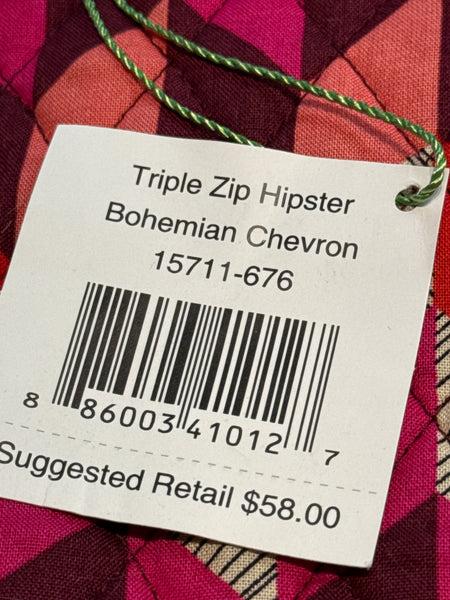 Triple Zip Hipster
Bohemian Chevron
15711-676
8 86003 41012 7
Suggested Retail $58.00